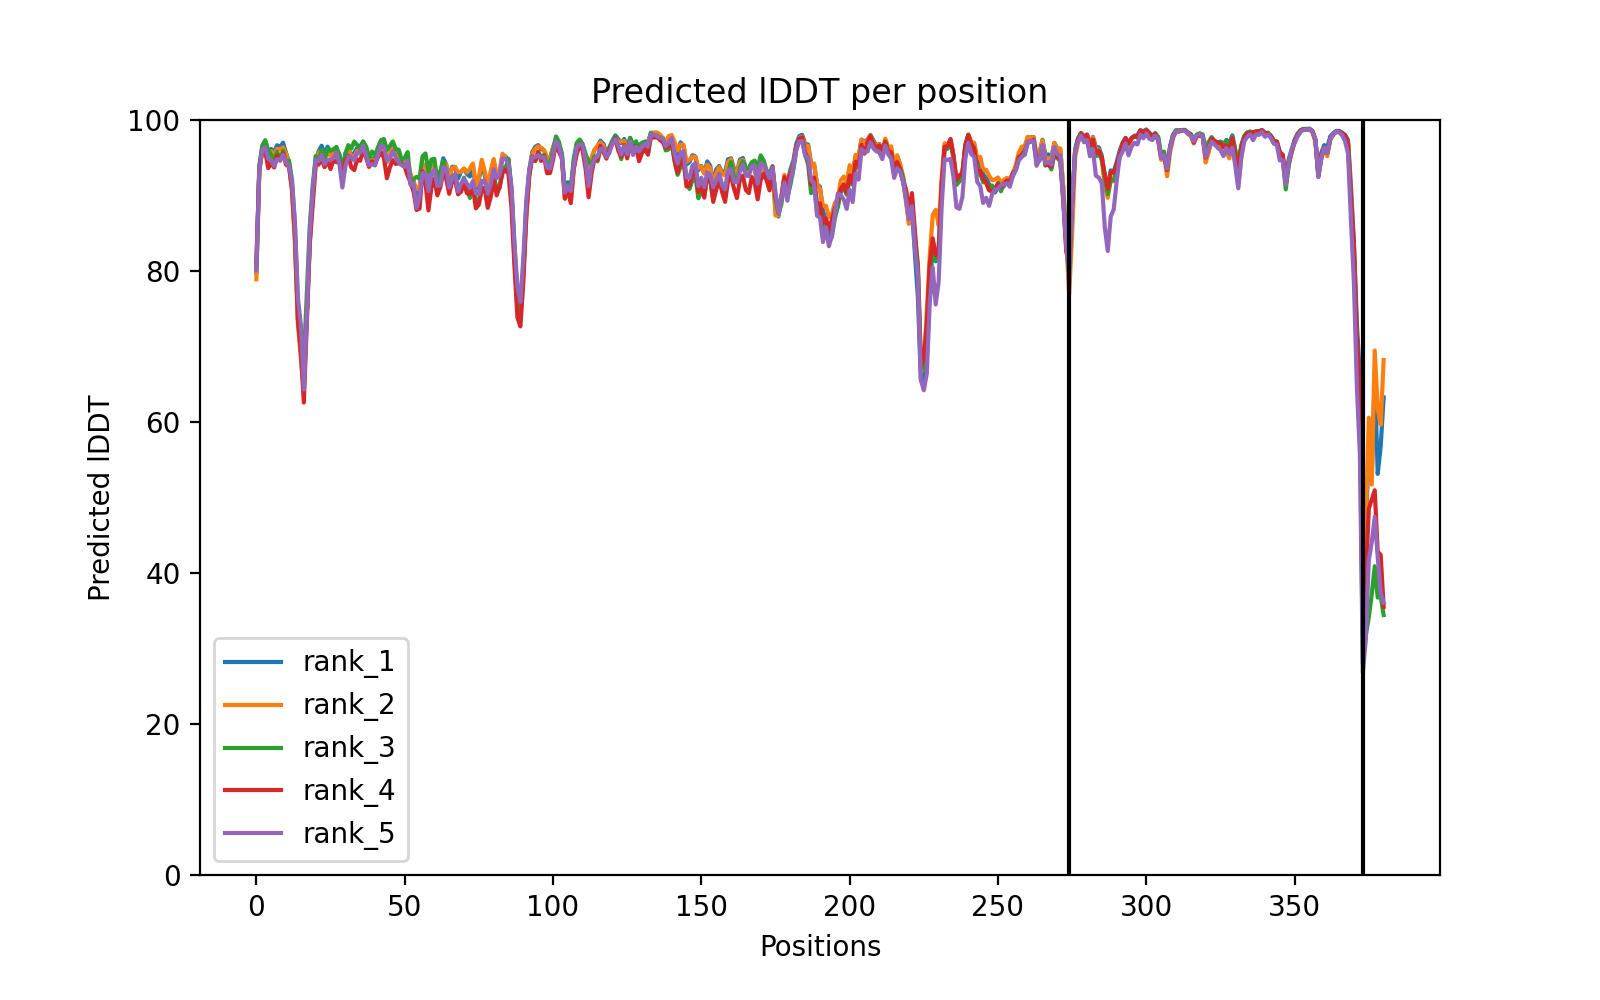 Predicted lDDT per position
100
80
60
40
20
0
Predicted lDDT
rank_1
rank_2
rank_3
rank_4
rank_5
0 50 100 150 200 250 300 350
Positions